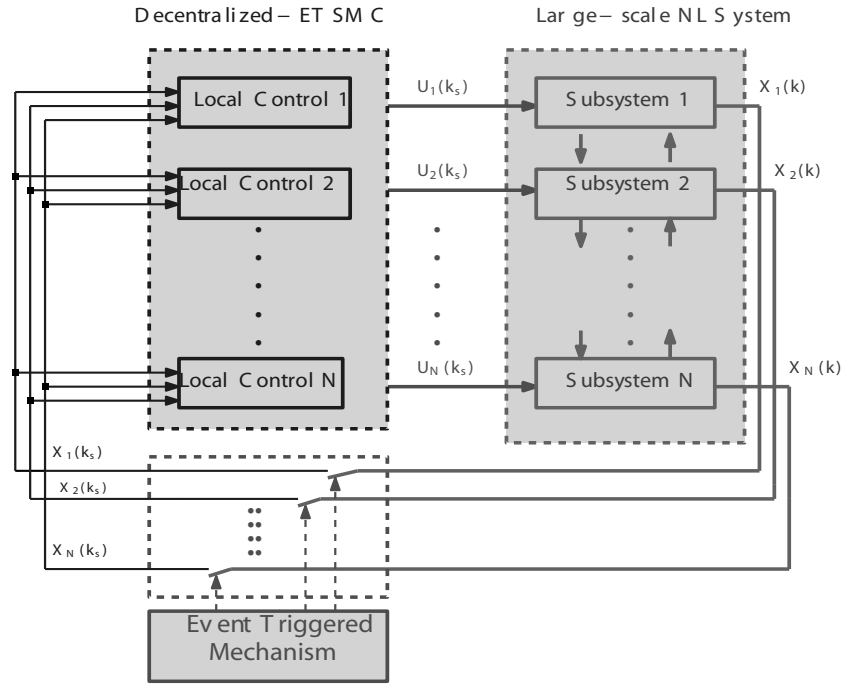 Decentralized– ET SMC
Large– scale NL System
Local Control 1
U1(ks)
Subsystem 1
X1(k)
Local Control 2
U2(ks)
Subsystem 2
X2(k)
Local Control N
UN(ks)
Subsystem N
XN(k)
X1(ks)
X2(ks)
XN(ks)
Event Triggered
Mechanism